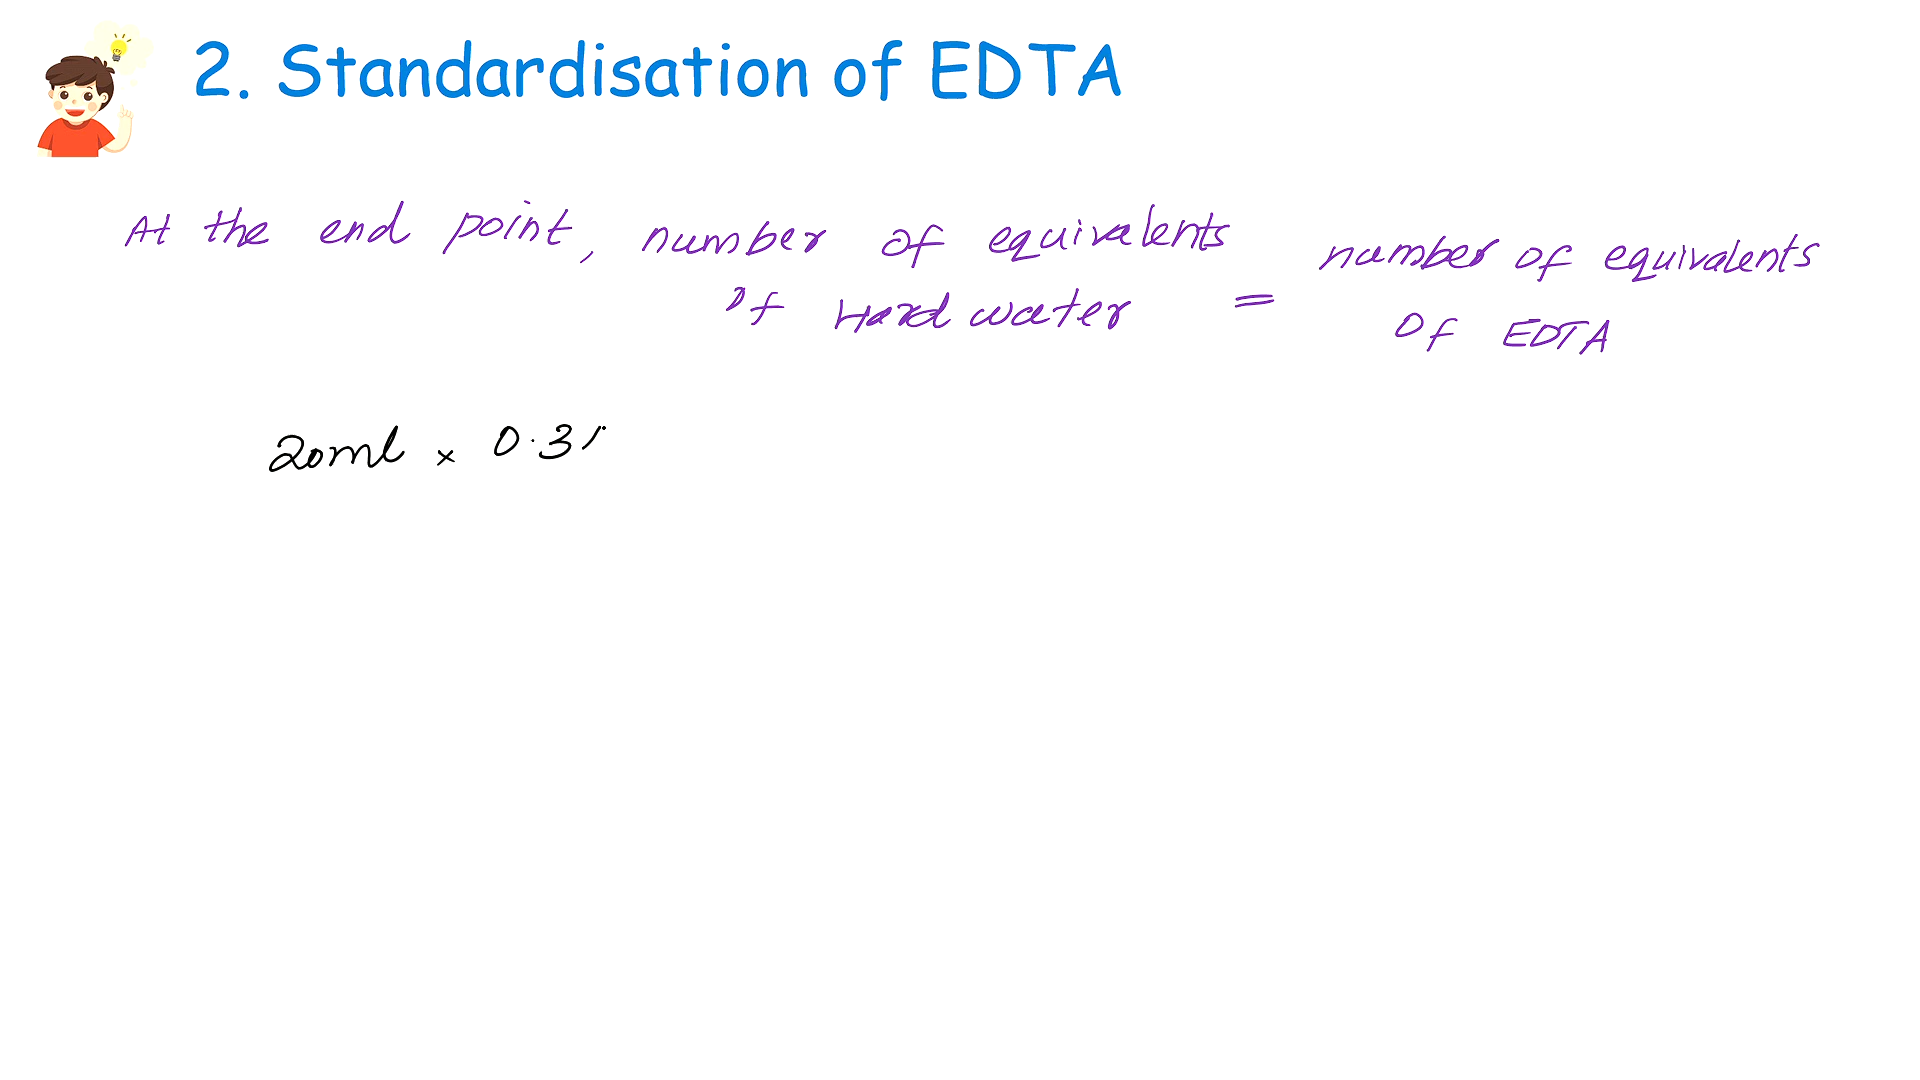 2. Standardisation of EDTA
At the end point, number of equivalents of Hard water = number of equivalents of EDTA
20ml × 0.3